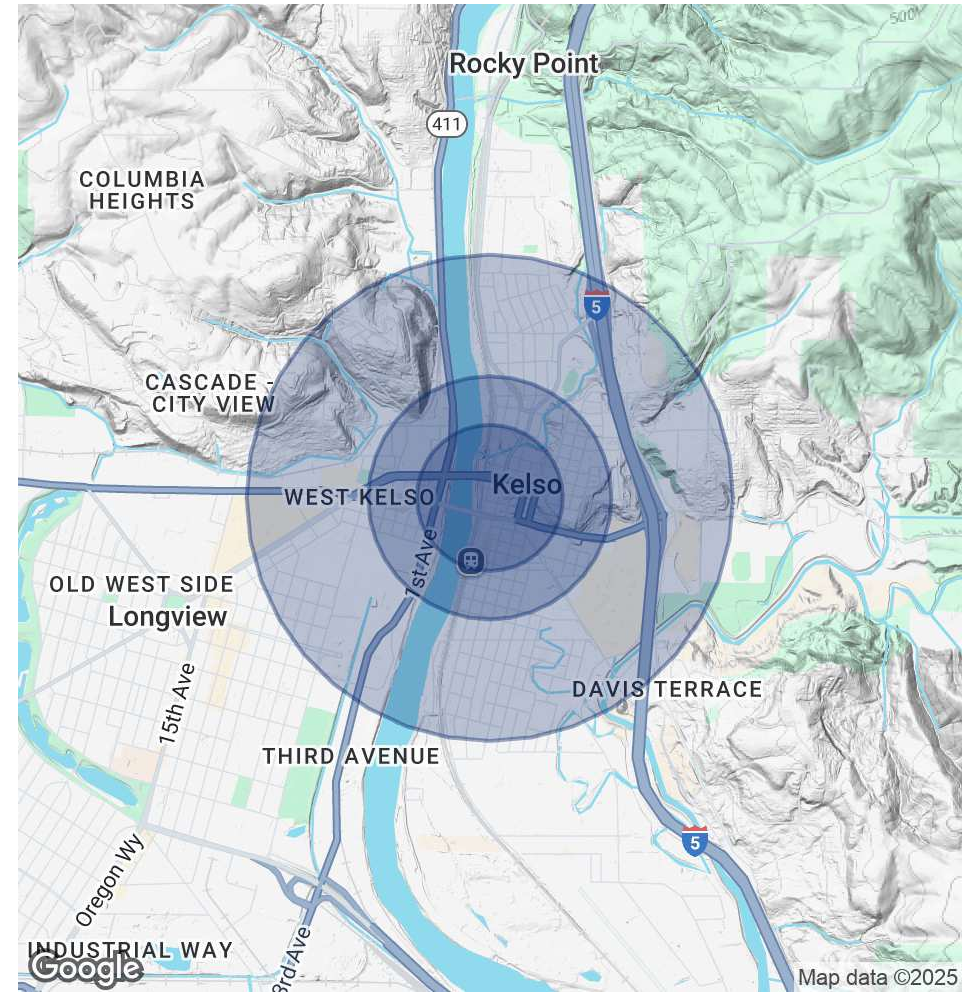 500
Rocky Point
411
COLUMBIA
HEIGHTS
5
CASCADE -
CITY VIEW
Kelso
WEST KELSO
1st Ave
OLD WEST SIDE
Longview
15th Ave
DAVIS TERRACE
THIRD AVENUE
5
Oregon Wy
INDUSTRIAL WAY
3rd Ave
Google
Map data ©2025